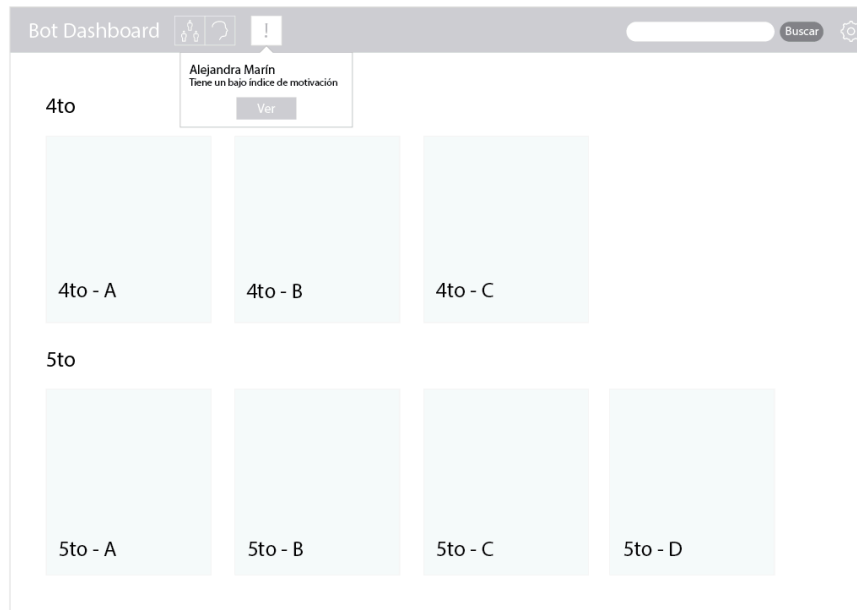 Bot Dashboard
!
Buscar
Alejandra Marín
Tiene un bajo índice de motivación
Ver
4to
4to - A
4to - B
4to - C
5to
5to - A
5to - B
5to - C
5to - D